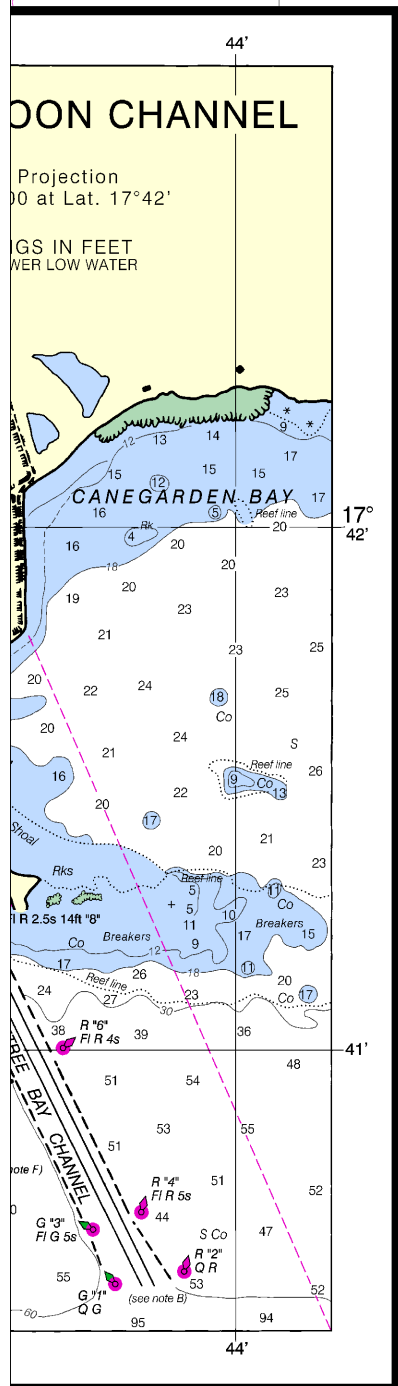 44'
OON CHANNEL
Projection
00 at Lat. 17°42'
NGS IN FEET
WER LOW WATER
9
13 14
12
17
15 15 15
12
CANEGARDEN BAY
17
16 5
Reef line
17°
42'
Rk
4
20
16 20
18
20
20
23
19
23
21
23 25
20
22 24 25
18
Co
20
24 S
21
Reef line
26
16 9 Co
13
22
20
17
Shoal
21
20
23
Rks
Reef line
5 11
Co
5 10
Fl R 2.5s 14ft "8"
11 Breakers
Breakers 17 15
Co 9
12
17 18 11
26
Reef line
20
24 23 17
27 Co
30
R "6"
Fl R 4s
38 39 36
41'
48
51 54
TREE BAY CHANNEL
53 55
51
note F)
51
R "4"
Fl R 5s
52
0
44
G "3"
Fl G 5s
S Co
47
R "2"
Q R
55
53
G "1"
Q G
(see note B)
52
60
95 94
44'